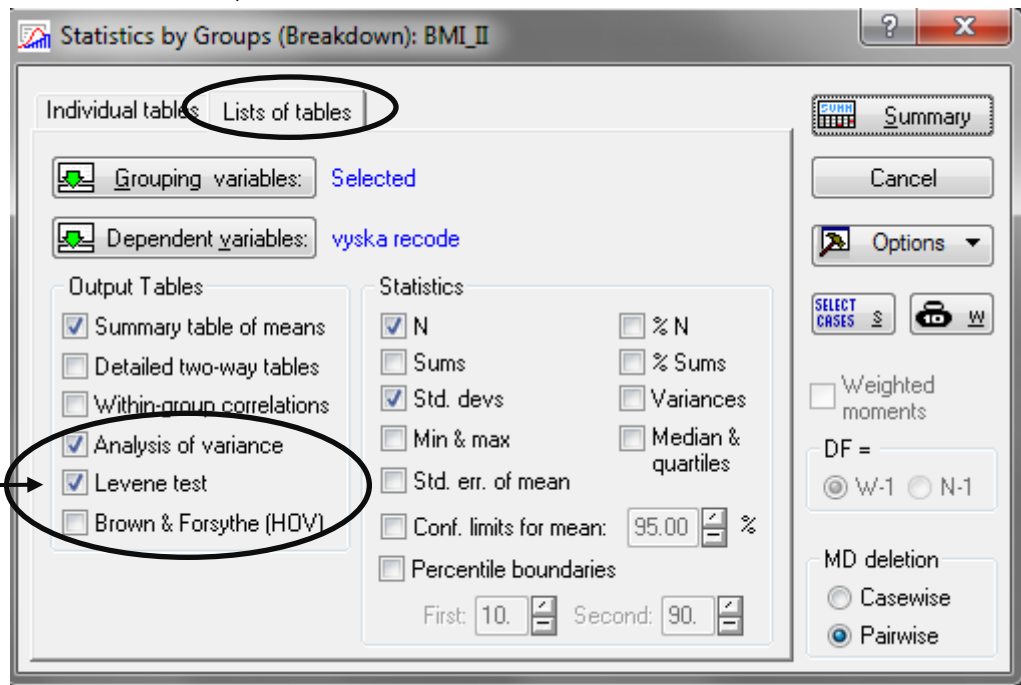 Statistics by Groups (Breakdown): BMI_II
Individual tables Lists of tables
Grouping variables: Selected
Dependent variables: vyska recode
Output Tables
Summary table of means
Detailed two-way tables
Within-group correlations
Analysis of variance
Levene test
Brown & Forsythe (HOV)
Statistics
N % N
Sums % Sums
Std. devs Variances
Min & max Median &
quartiles
Std. err. of mean
Conf. limits for mean: 95.00 %
Percentile boundaries
First: 10. Second: 90.
Summary
Cancel
Options
SELECT
CASES S W
Weighted
moments
DF =
W-1 N-1
MD deletion
Casewise
Pairwise